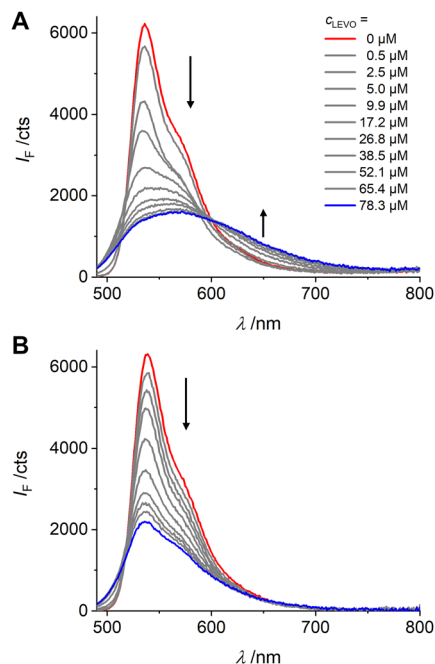 A
c_LEVO =
0 µM
0.5 µM
2.5 µM
5.0 µM
9.9 µM
17.2 µM
26.8 µM
38.5 µM
52.1 µM
65.4 µM
78.3 µM
6000
4000
2000
0
I_F /cts
500 600 700 800
λ /nm
B
6000
4000
2000
0
I_F /cts
500 600 700 800
λ /nm